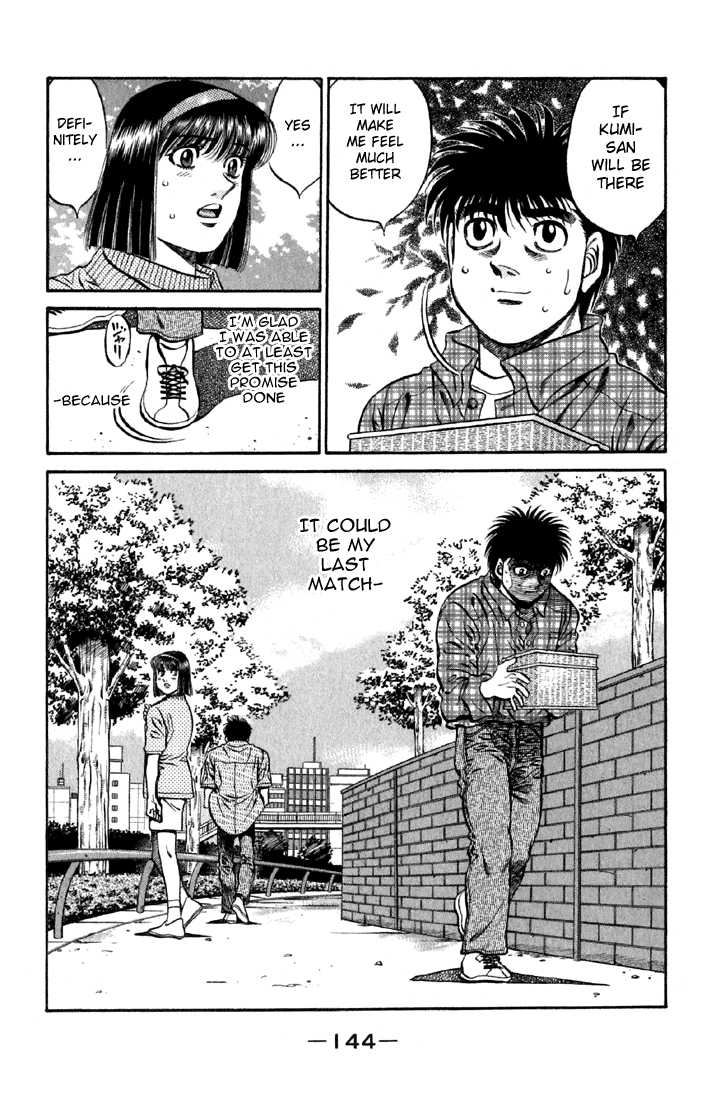 IF
KUMI-
SAN
WILL BE
THERE
IT WILL
MAKE
ME FEEL
MUCH
BETTER
YES
...
DEFI-
NITELY
...
I'M GLAD
I WAS ABLE
TO AT LEAST
GET THIS
PROMISE
DONE
-BECAUSE
IT COULD
BE MY
LAST
MATCH-
-144-